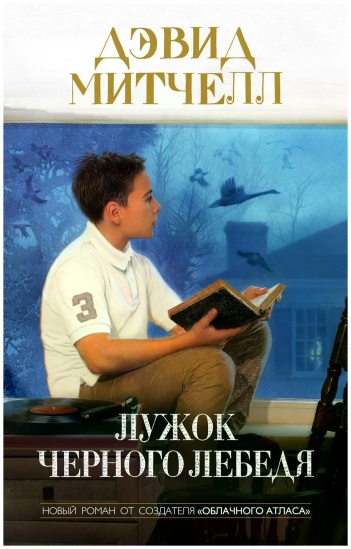 ДЭВИД
МИТЧЕЛЛ
3
ЛУЖОК
ЧЕРНОГО ЛЕБЕДЯ
НОВЫЙ РОМАН ОТ СОЗДАТЕЛЯ «ОБЛАЧНОГО АТЛАСА»